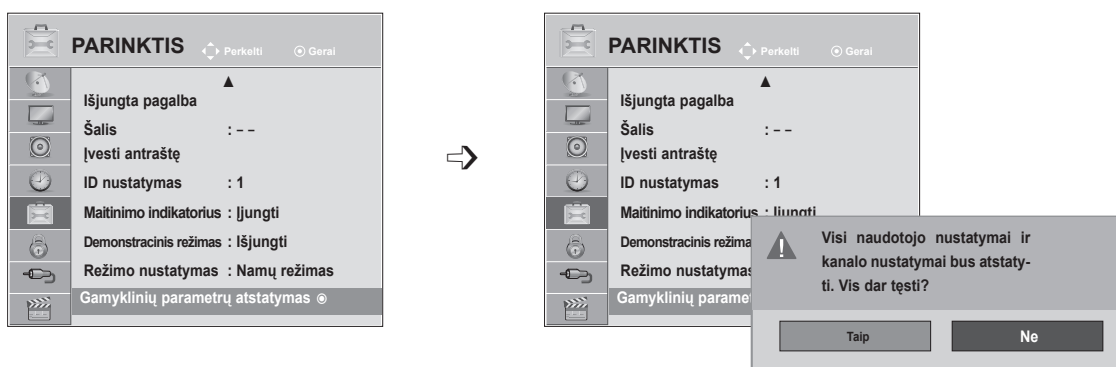 PARINKTIS
Perkelti
Gerai
▲
Išjungta pagalba
Šalis : – –
Įvesti antraštę
ID nustatymas : 1
Maitinimo indikatorius : Įjungti
Demonstracinis režimas : Išjungti
Režimo nustatymas : Namų režimas
Gamyklinių parametrų atstatymas
PARINKTIS
Perkelti
Gerai
▲
Išjungta pagalba
Šalis : – –
Įvesti antraštę
ID nustatymas : 1
Maitinimo indikatorius : Įjungti
Demonstracinis režima
Režimo nustatymas
Gamyklinių parame
Visi naudotojo nustatymai ir
kanalo nustatymai bus atstaty-
ti. Vis dar tęsti?
Taip
Ne